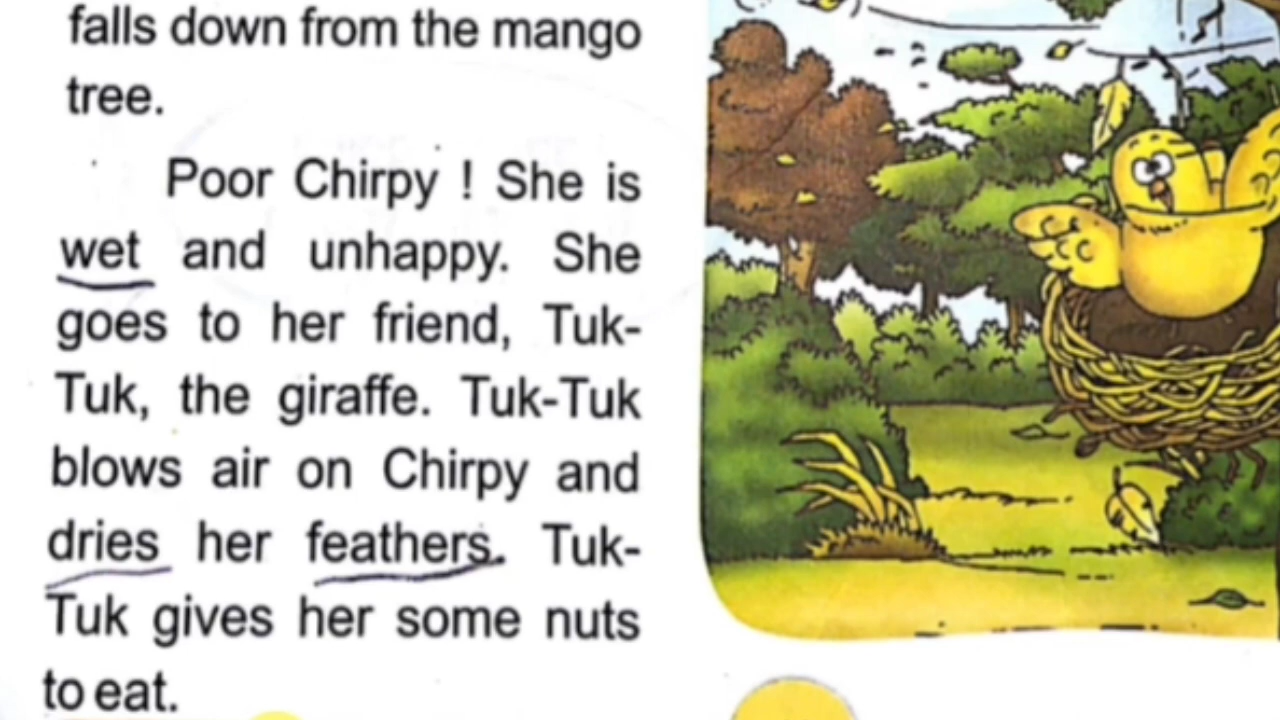 falls down from the mango
tree.
Poor Chirpy ! She is
wet and unhappy. She
goes to her friend, Tuk-
Tuk, the giraffe. Tuk-Tuk
blows air on Chirpy and
dries her feathers. Tuk-
Tuk gives her some nuts
to eat.